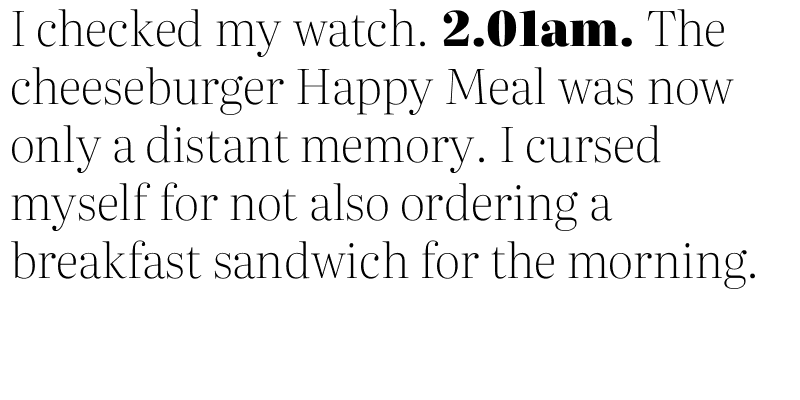 I checked my watch. 2.01am. The
cheeseburger Happy Meal was now
only a distant memory. I cursed
myself for not also ordering a
breakfast sandwich for the morning.